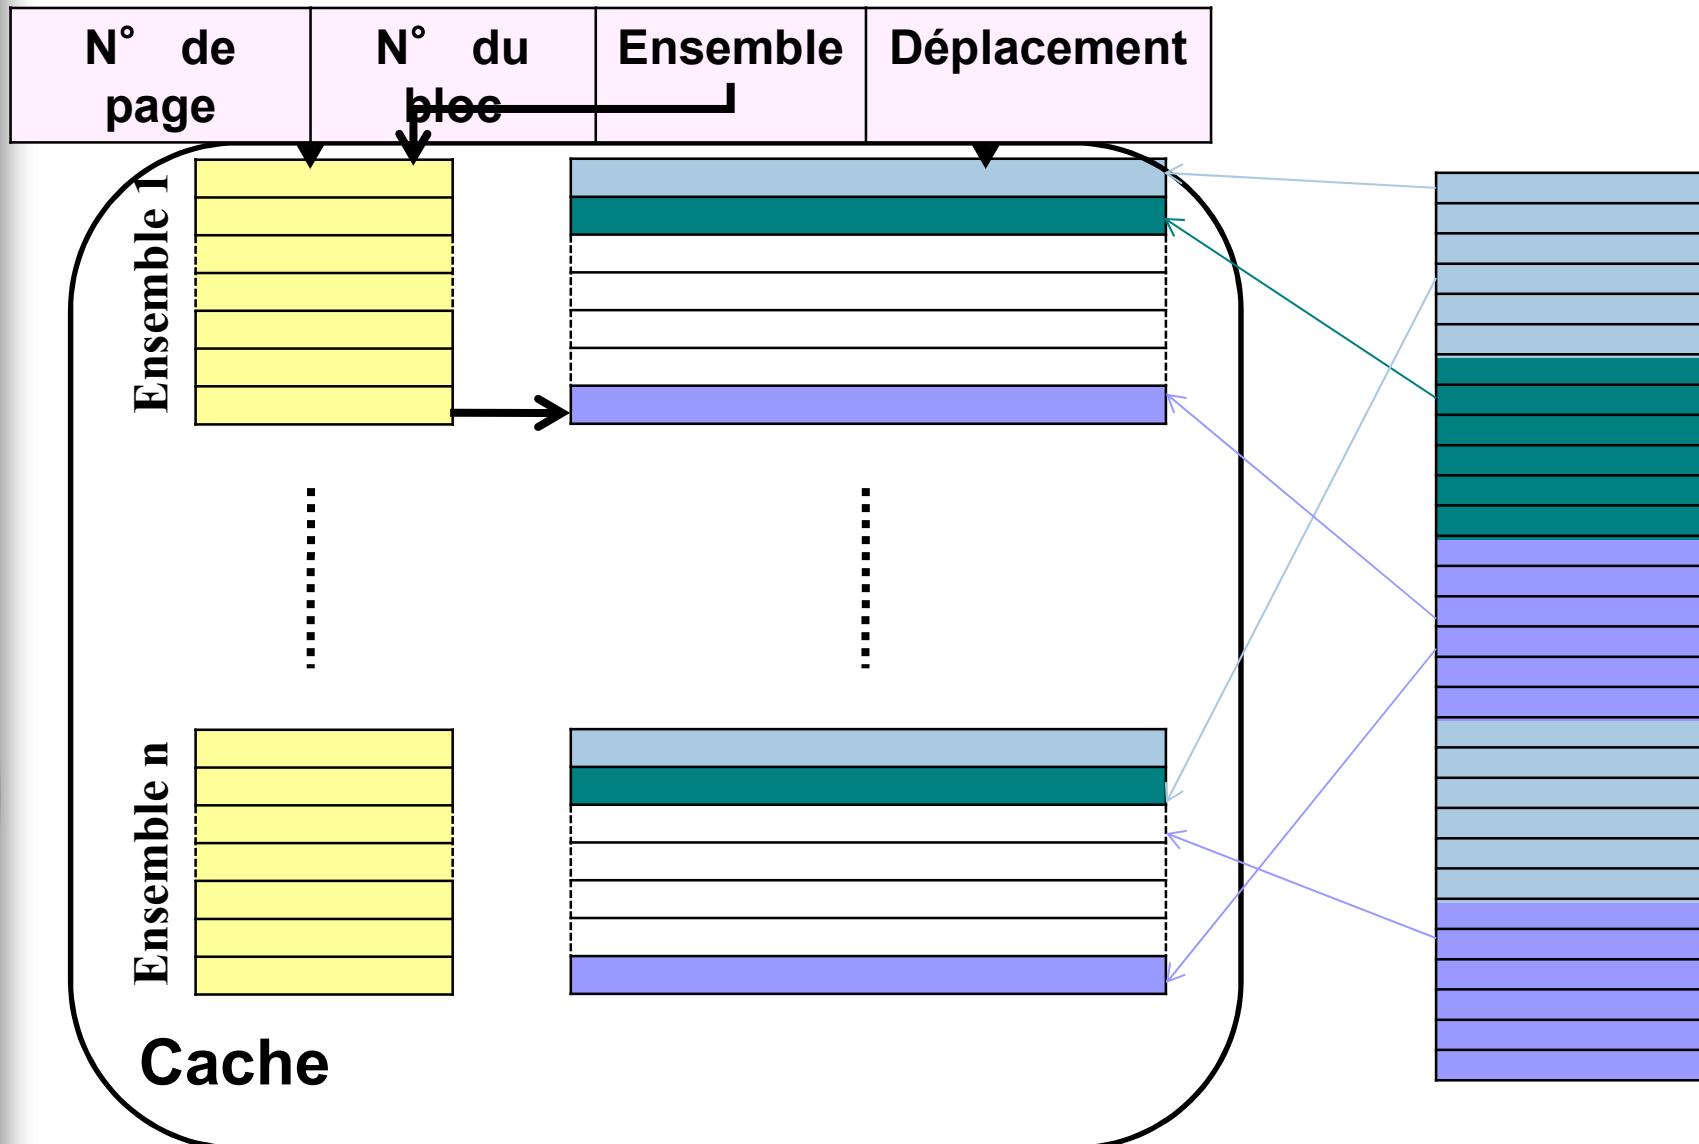 N° de
page
N° du
bloc
Ensemble
Déplacement
Ensemble 1
Ensemble n
Cache